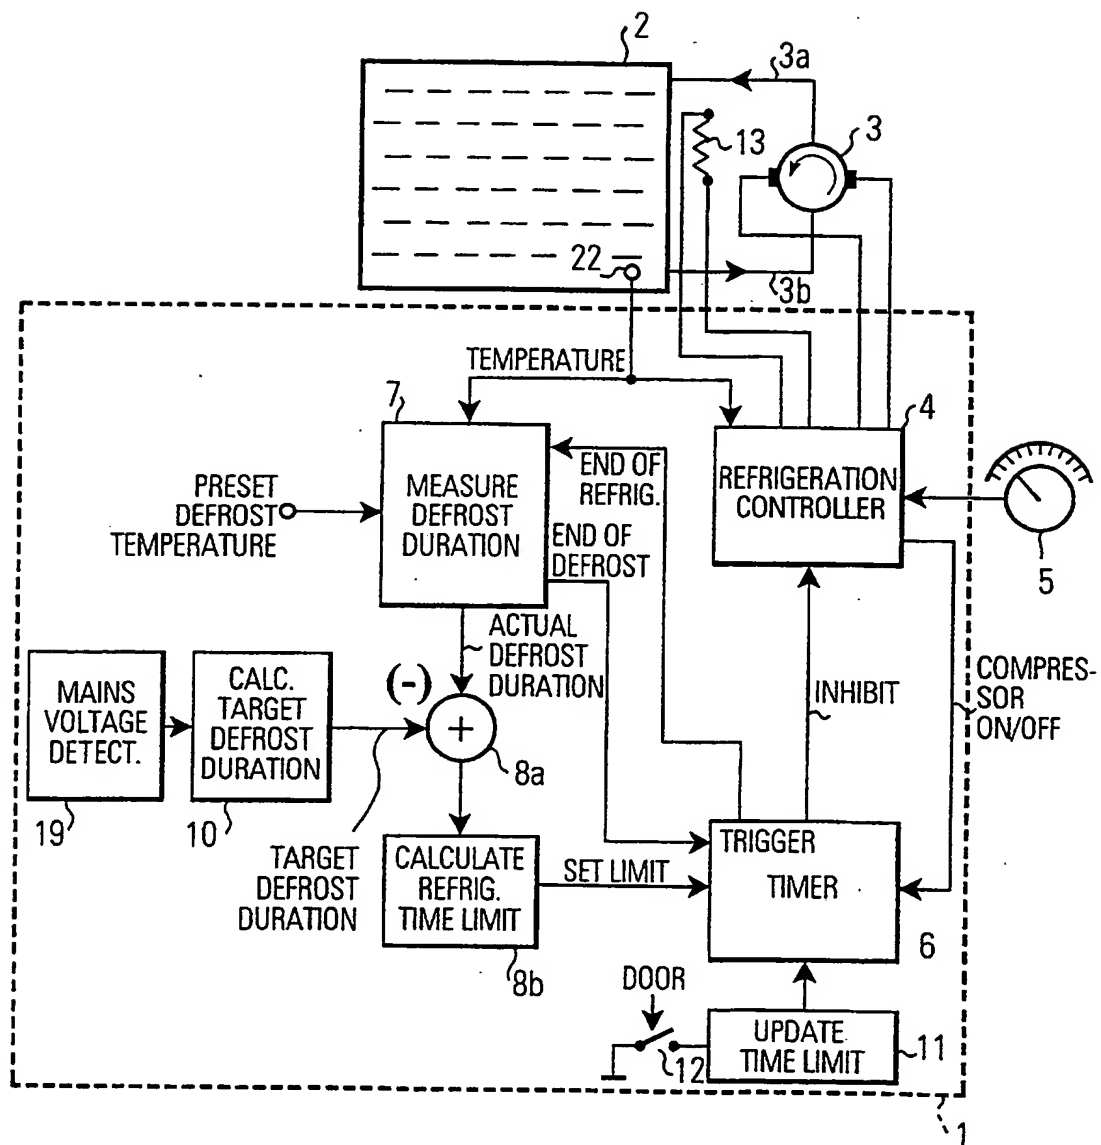 2
3a
3
13
22
3b
TEMPERATURE
7
4
END OF
REFRIG.
REFRIGERATION
CONTROLLER
PRESET
DEFROST
TEMPERATURE
MEASURE
DEFROST
DURATION
END OF
DEFROST
5
ACTUAL
DEFROST
DURATION
(-)
MAINS
VOLTAGE
DETECT.
CALC.
TARGET
DEFROST
DURATION
+
8a
INHIBIT
COMPRES-
SOR
ON/OFF
19
10
TARGET
DEFROST
DURATION
CALCULATE
REFRIG.
TIME LIMIT
SET LIMIT
TRIGGER
TIMER
6
8b
DOOR
12
UPDATE
TIME LIMIT
11
1